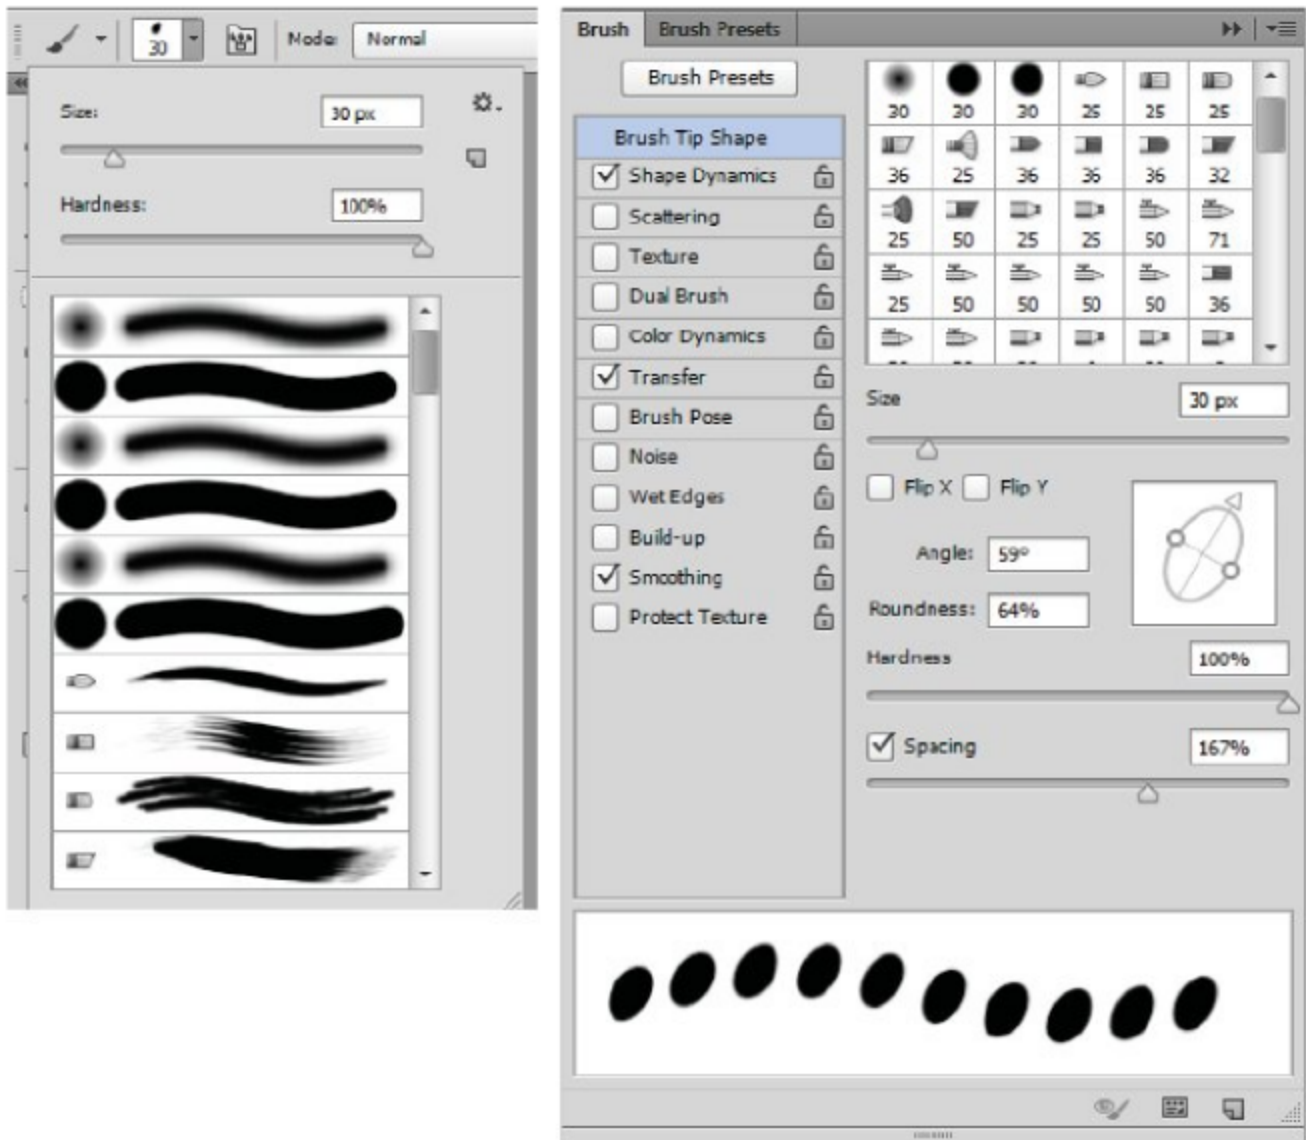 30 Mode: Normal
Size: 30 px
Hardness: 100%
Brush Brush Presets
Brush Presets
Brush Tip Shape
Shape Dynamics
Scattering
Texture
Dual Brush
Color Dynamics
Transfer
Brush Pose
Noise
Wet Edges
Build-up
Smoothing
Protect Texture
30 30 30 25 25 25
36 25 36 36 36 32
25 50 25 25 50 71
25 50 50 50 50 36
Size 30 px
Flip X Flip Y
Angle: 59º
Roundness: 64%
Hardness 100%
Spacing 167%